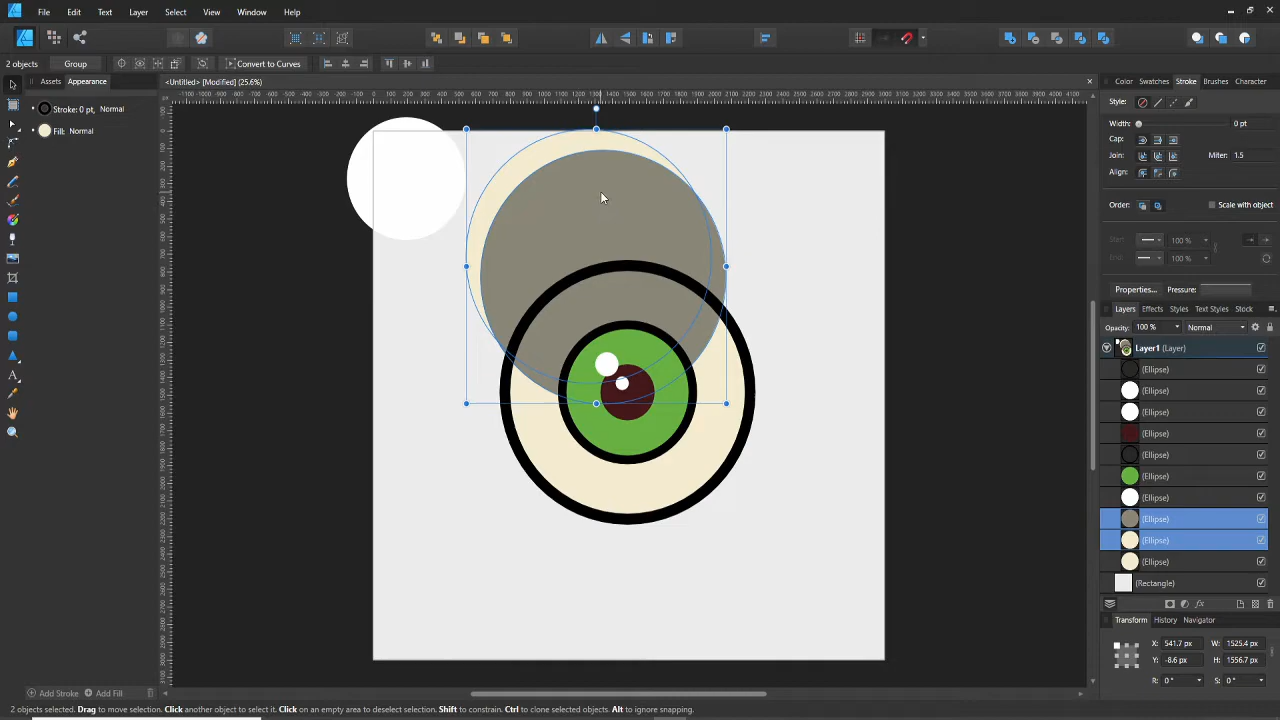 File Edit Text Layer Select View Window Help
2 objects Group Convert to Curves
Assets Appearance <Untitled> [Modified] (25.6%)
Stroke: 0 pt, Normal
Fill: Normal
Color Swatches Stroke Brushes Character
Style:
Width: 0 pt
Cap:
Join: Miter: 1.5
Align:
Order: Scale with object
Start 100 %
End 100 %
Properties... Pressure:
Layers Styles Text Styles Stock
Opacity: 100 % Normal
Layer1 (Layer)
(Ellipse)
(Ellipse)
(Ellipse)
(Ellipse)
(Ellipse)
(Ellipse)
(Ellipse)
(Ellipse)
(Ellipse)
(Ellipse)
(Rectangle)
Transform History Navigator
X: 541.7 px W: 1525.4 px
Y: -8.6 px
R: 0 ° S: 0 °
Add Stroke Add Fill
2 objects selected. Drag to move selection. Click another object to select it. Click on an empty area to deselect selection. Shift to constrain. Ctrl to clone selected objects. Alt to ignore snapping.